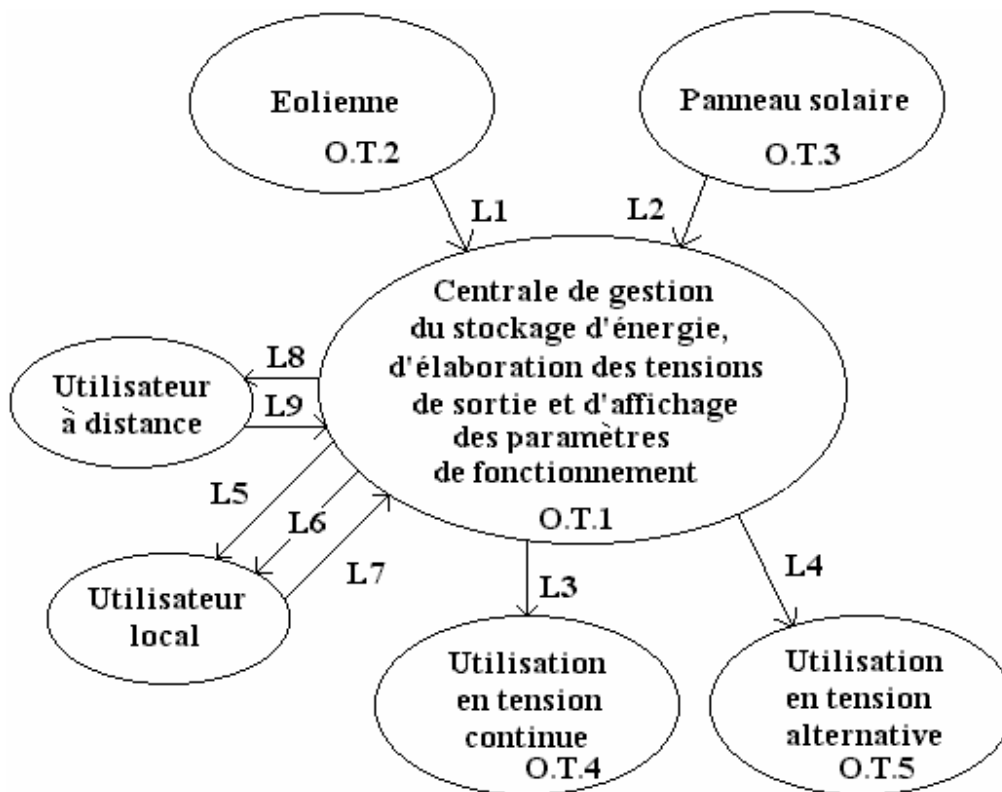 Eolienne
O.T.2
Panneau solaire
O.T.3
L1
L2
Centrale de gestion
du stockage d'énergie,
d'élaboration des tensions
de sortie et d'affichage
des paramètres
de fonctionnement
O.T.1
L8
Utilisateur
à distance
L9
L5
L6
L7
Utilisateur
local
L3
L4
Utilisation
en tension
continue
O.T.4
Utilisation
en tension
alternative
O.T.5